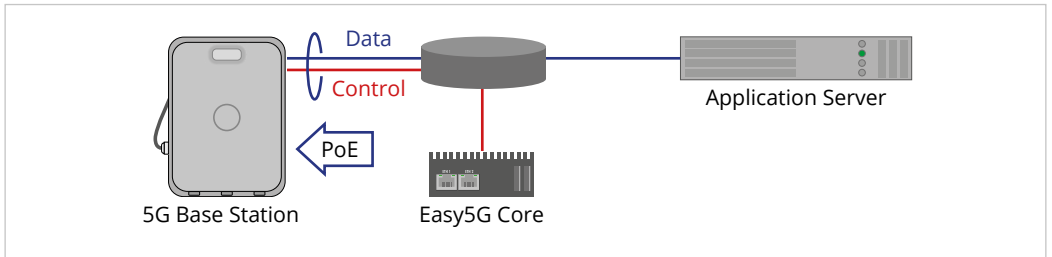 Data
Control
PoE
5G Base Station
Easy5G Core
Application Server